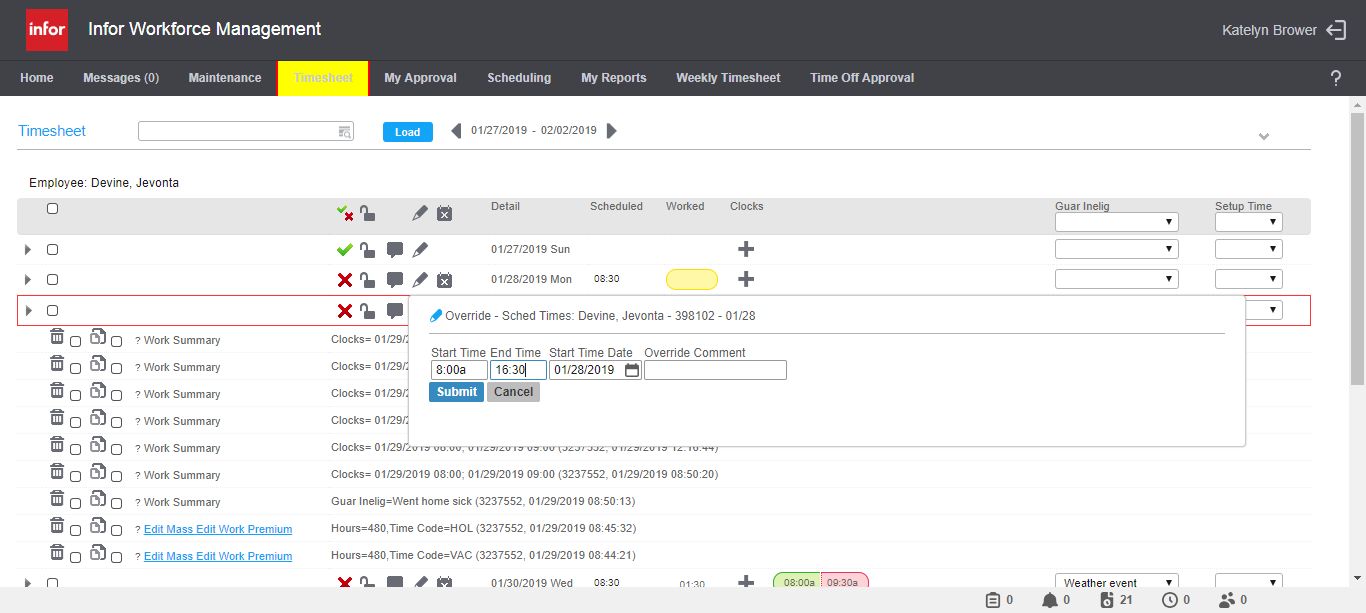 infor Infor Workforce Management Katelyn Brower
Home Messages (0) Maintenance Timesheet My Approval Scheduling My Reports Weekly Timesheet Time Off Approval ?
Timesheet Load 01/27/2019 - 02/02/2019
Employee: Devine, Jevonta
Detail Scheduled Worked Clocks Guar Inelig Setup Time
01/27/2019 Sun
01/28/2019 Mon 08:30
Override - Sched Times: Devine, Jevonta - 398102 - 01/28
Start Time End Time Start Time Date Override Comment
8:00a 16:30 01/28/2019
Submit Cancel
? Work Summary Clocks= 01/29/2
? Work Summary Clocks= 01/29/2
? Work Summary Clocks= 01/29/2
? Work Summary Clocks= 01/29/2
? Work Summary Clocks= 01/29/2019 08:00; 01/29/2019 09:00 (3237552, 01/29/2019 12:16:44)
? Work Summary Clocks= 01/29/2019 08:00; 01/29/2019 09:00 (3237552, 01/29/2019 08:50:20)
? Work Summary Guar Inelig=Went home sick (3237552, 01/29/2019 08:50:13)
? Edit Mass Edit Work Premium Hours=480,Time Code=HOL (3237552, 01/29/2019 08:45:32)
? Edit Mass Edit Work Premium Hours=480,Time Code=VAC (3237552, 01/29/2019 08:44:21)
01/30/2019 Wed 08:30 01:30 08:00a 09:30a Weather event
0 0 21 0 0